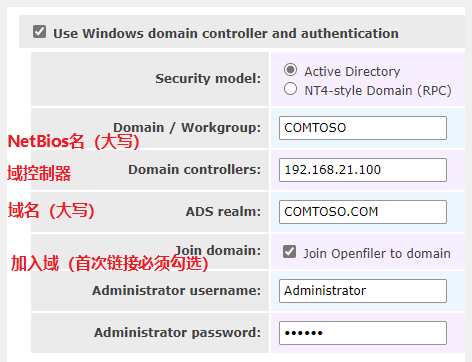 Use Windows domain controller and authentication
Security model:
Active Directory
NT4-style Domain (RPC)
Domain / Workgroup:
COMTOSO
NetBios名（大写）
Domain controllers:
192.168.21.100
域控制器
ADS realm:
COMTOSO.COM
域名（大写）
Join domain:
Join Openfiler to domain
加入域（首次链接必须勾选）
Administrator username:
Administrator
Administrator password:
••••••